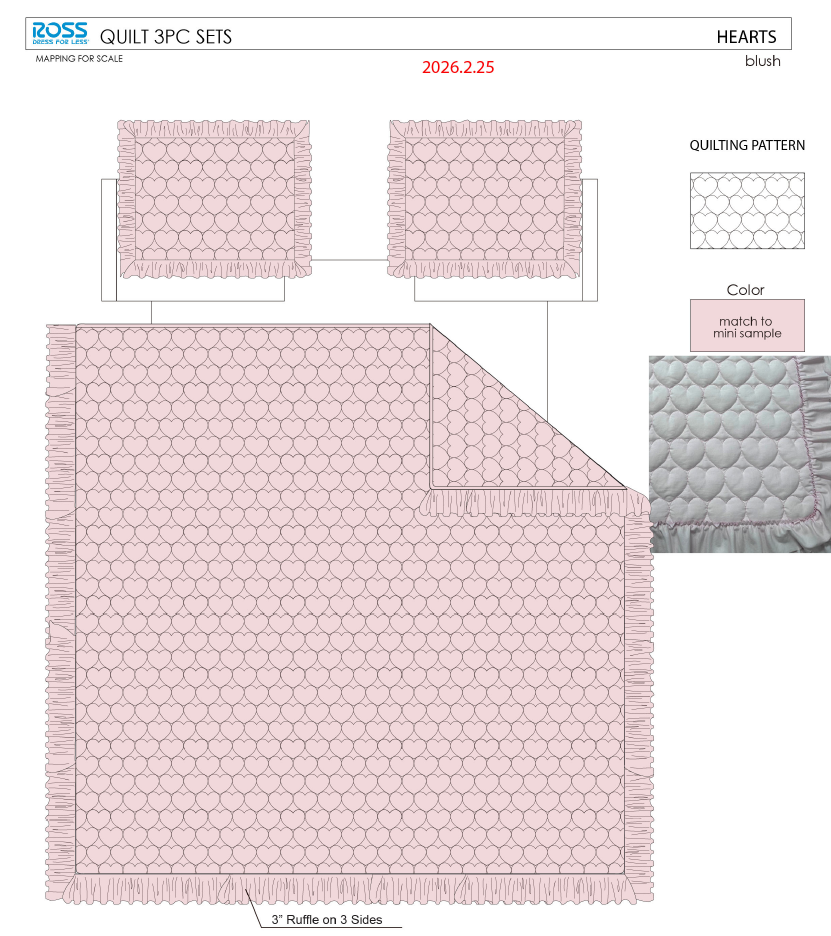 ROSS
DRESS FOR LESS
QUILT 3PC SETS
HEARTS
MAPPING FOR SCALE
blush
2026.2.25
QUILTING PATTERN
Color
match to
mini sample
3” Ruffle on 3 Sides